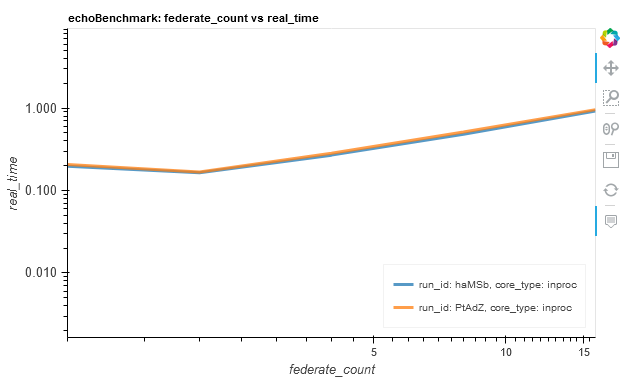 echoBenchmark: federate_count vs real_time
1.000
0.100
0.010
real_time
run_id: haMSb, core_type: inproc
run_id: PtAdZ, core_type: inproc
5
10
15
federate_count